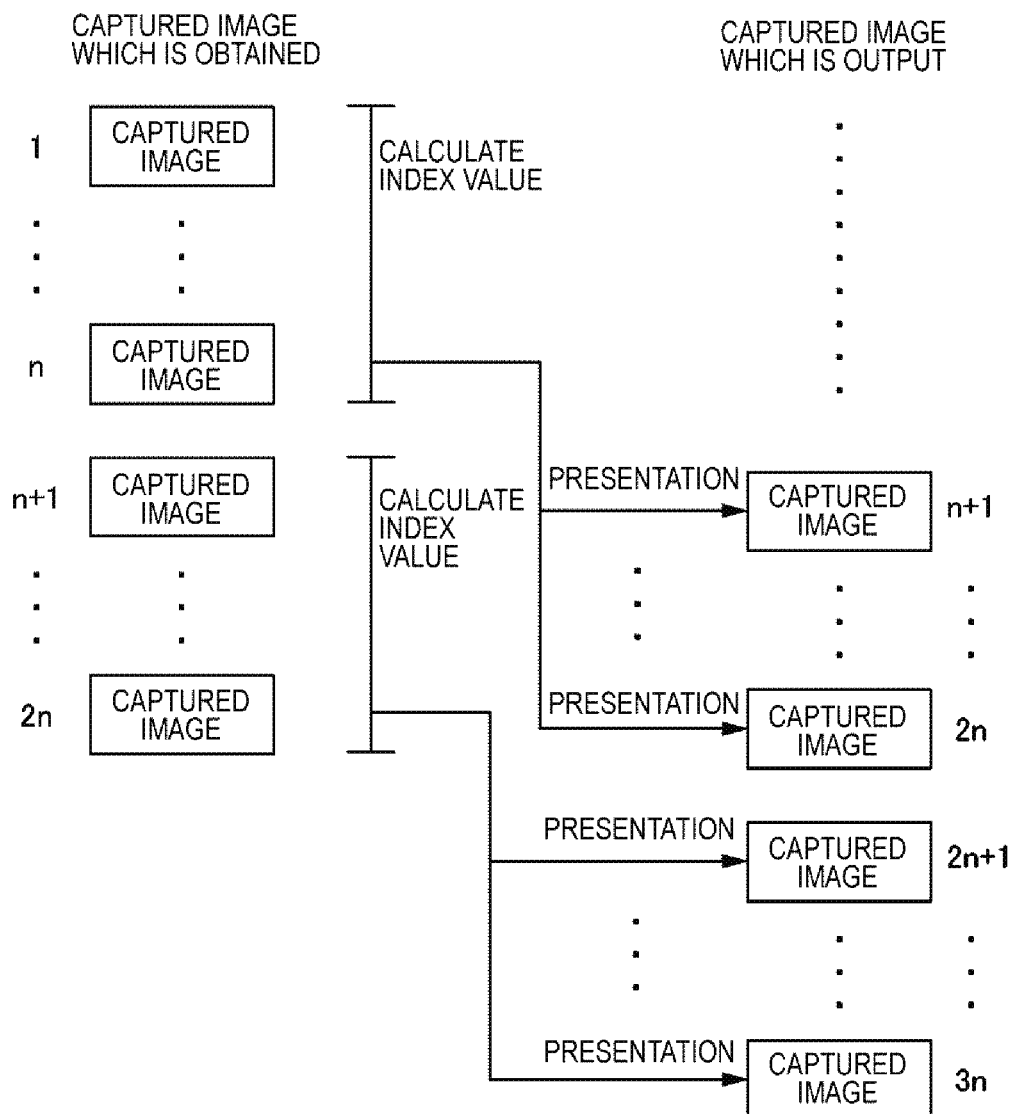 CAPTURED IMAGE
WHICH IS OBTAINED
CAPTURED IMAGE
WHICH IS OUTPUT
1
CAPTURED
IMAGE
CALCULATE
INDEX VALUE
n
CAPTURED
IMAGE
n+1
CAPTURED
IMAGE
CALCULATE
INDEX
VALUE
PRESENTATION
CAPTURED
IMAGE
n+1
2n
CAPTURED
IMAGE
PRESENTATION
CAPTURED
IMAGE
2n
PRESENTATION
CAPTURED
IMAGE
2n+1
PRESENTATION
CAPTURED
IMAGE
3n